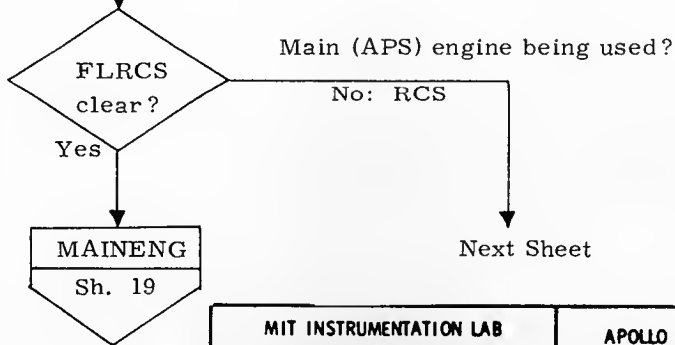 Main (APS) engine being used?
FLRCS
clear?
No: RCS
Yes
MAINENG
Sh. 19
Next Sheet
MIT INSTRUMENTATION LAB
APOLLO